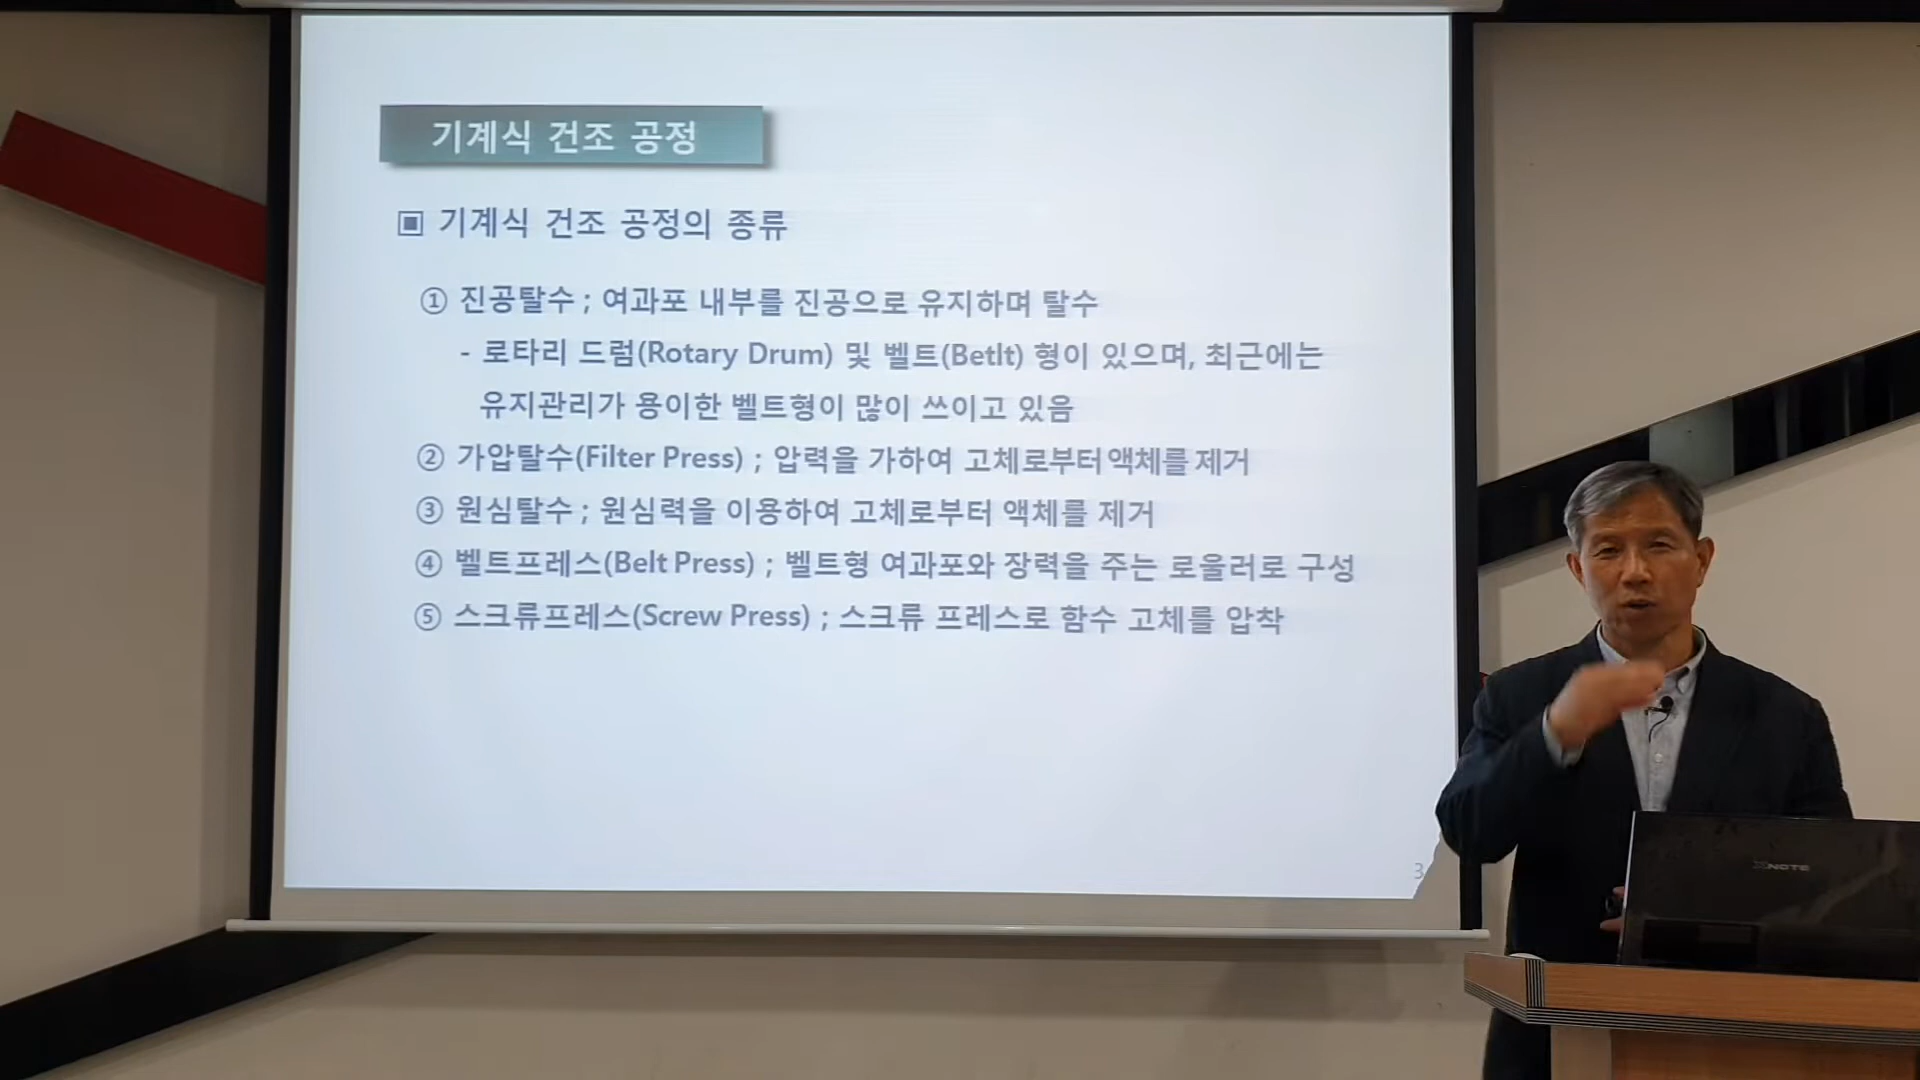 기계식 건조 공정
▣ 기계식 건조 공정의 종류
① 진공탈수 ; 여과포 내부를 진공으로 유지하며 탈수
- 로타리 드럼(Rotary Drum) 및 벨트(Betlt) 형이 있으며, 최근에는
유지관리가 용이한 벨트형이 많이 쓰이고 있음
② 가압탈수(Filter Press) ; 압력을 가하여 고체로부터 액체를 제거
③ 원심탈수 ; 원심력을 이용하여 고체로부터 액체를 제거
④ 벨트프레스(Belt Press) ; 벨트형 여과포와 장력을 주는 로울러로 구성
⑤ 스크류프레스(Screw Press) ; 스크류 프레스로 함수 고체를 압착
3
XNOTE